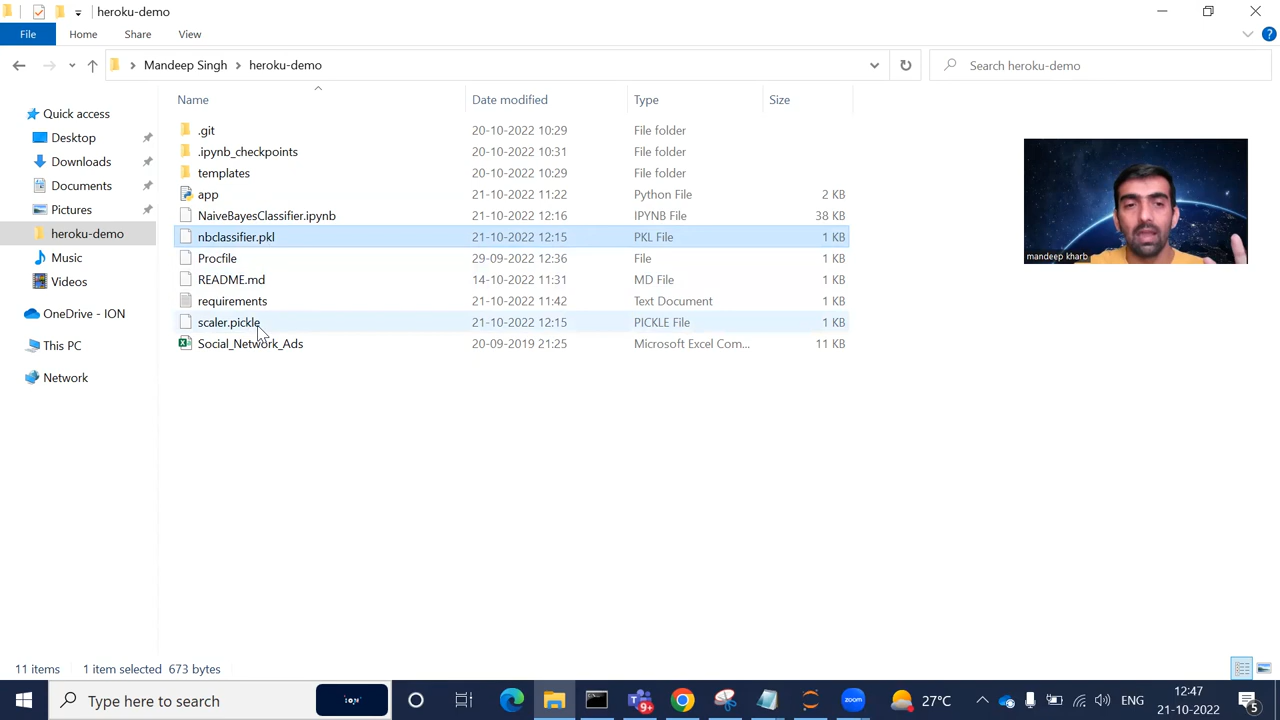 heroku-demo
File Home Share View
Mandeep Singh heroku-demo Search heroku-demo
Name Date modified Type Size
Quick access
Desktop
Downloads
Documents
Pictures
heroku-demo
Music
Videos
OneDrive - ION
This PC
Network
.git 20-10-2022 10:29 File folder
.ipynb_checkpoints 20-10-2022 10:31 File folder
templates 20-10-2022 10:29 File folder
app 21-10-2022 11:22 Python File 2 KB
NaiveBayesClassifier.ipynb 21-10-2022 12:16 IPYNB File 38 KB
nbclassifier.pkl 21-10-2022 12:15 PKL File 1 KB
Procfile 29-09-2022 12:36 File 1 KB
README.md 14-10-2022 11:31 MD File 1 KB
requirements 21-10-2022 11:42 Text Document 1 KB
scaler.pickle 21-10-2022 12:15 PICKLE File 1 KB
Social_Network_Ads 20-09-2019 21:25 Microsoft Excel Com... 11 KB
mandeep kharb
11 items 1 item selected 673 bytes
Type here to search ION 9+ 27°C ENG 12:47
21-10-2022 5